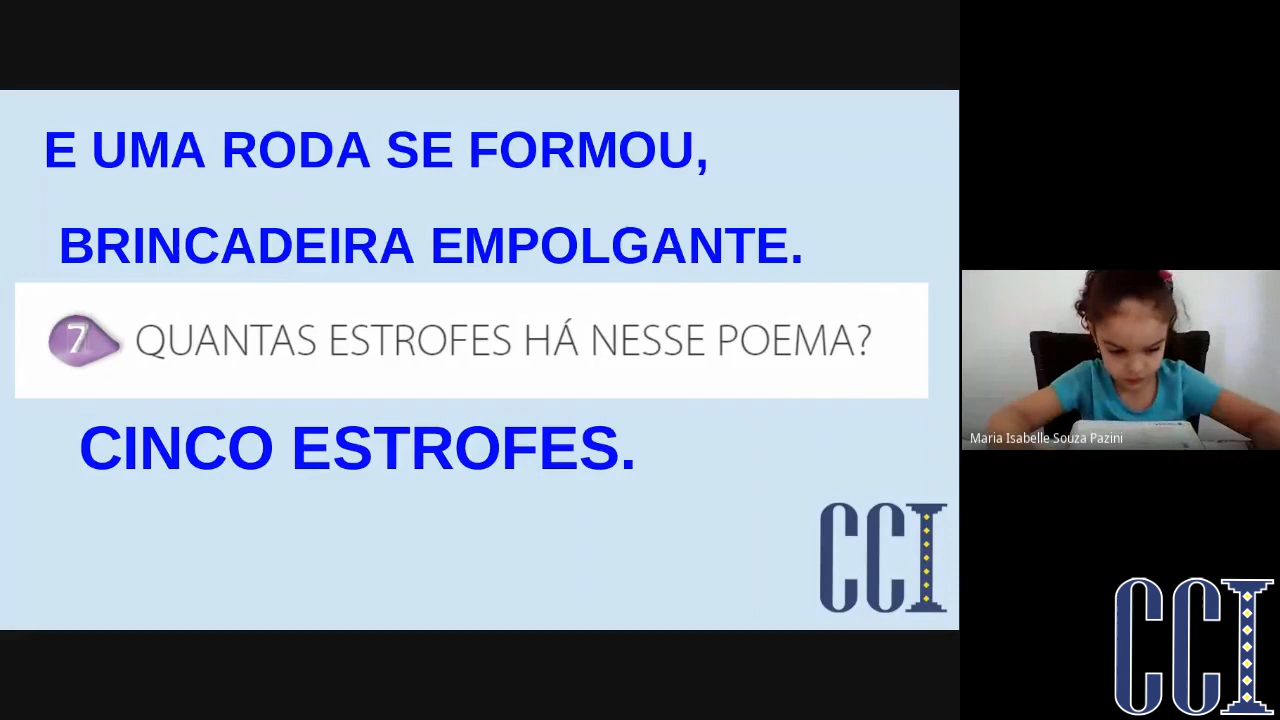 E UMA RODA SE FORMOU,
BRINCADEIRA EMPOLGANTE.
7 QUANTAS ESTROFES HÁ NESSE POEMA?
CINCO ESTROFES.
CCI
Maria Isabelle Souza Pazini
CCI